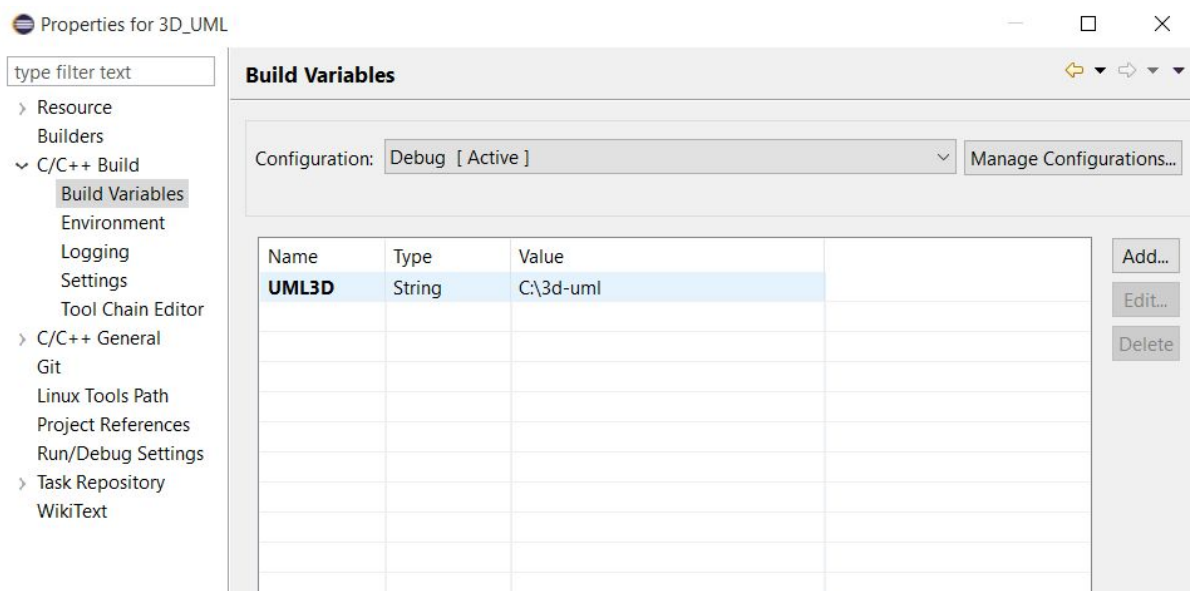 Properties for 3D_UML
type filter text
Resource
Builders
C/C++ Build
Build Variables
Environment
Logging
Settings
Tool Chain Editor
C/C++ General
Git
Linux Tools Path
Project References
Run/Debug Settings
Task Repository
WikiText
Build Variables
Configuration: Debug [ Active ] Manage Configurations...
Name Type Value
UML3D String C:\3d-uml
Add...
Edit...
Delete